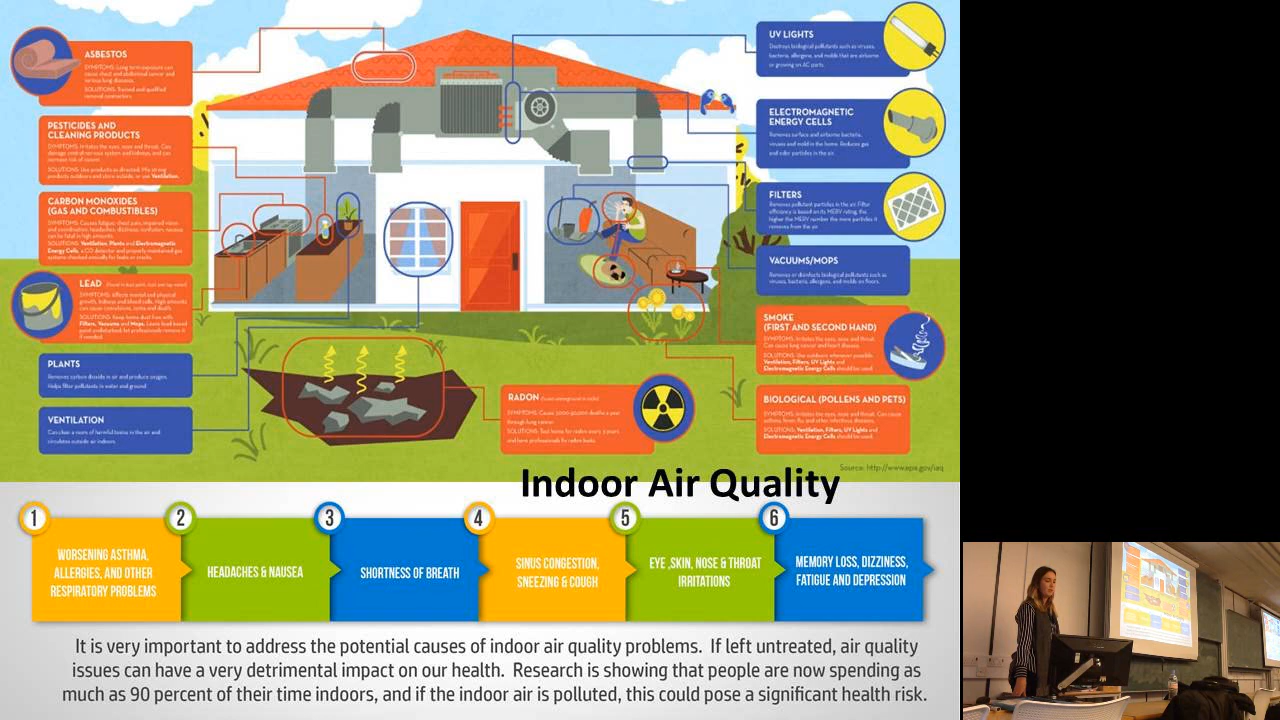 ASBESTOS
SYMPTOMS: Long term exposure can
cause chest and abdominal cancer and
serious lung diseases.
SOLUTIONS: Trained and qualified
removal contractors.
PESTICIDES AND
CLEANING PRODUCTS
SYMPTOMS: Irritates the eyes, nose and throat. Can
damage central nervous system and kidneys, and can
increase risk of cancer.
SOLUTIONS: Use products as directed.
products outdoors and store outside, or use Ventilation.
CARBON MONOXIDES
(GAS AND COMBUSTIBLES)
SYMPTOMS: Causes fatigue, chest pain, impaired vision
and coordination, headaches, dizziness, confusion, nausea
can be fatal in high amounts.
SOLUTIONS: Ventilation, Plants and Electromagnetic
Energy Cells, a CO detector and properly maintained gas
systems checked annually for leaks or cracks.
LEAD
SYMPTOMS: Affects mental and physical
growth, kidneys and blood cells. High amounts
can cause convulsions, coma and death.
SOLUTIONS: Keep home dust free with
Filters, Vacuums and Mops. Leave lead based
paint undisturbed; let professionals remove it
if needed.
PLANTS
Removes carbon dioxide in air and produce oxygen.
Helps filter pollutants in water and ground
VENTILATION
Can clear a room of harmful toxins in the air and
circulates outside air indoors.
UV LIGHTS
Destroys biological pollutants such as viruses,
bacteria, allergens, and molds that are airborne
or growing on AC parts.
ELECTROMAGNETIC
ENERGY CELLS
Removes surface and airborne bacteria,
viruses and mold in the home. Reduces gas
and odor particles in the air.
FILTERS
Removes pollutant particles in the air. Filter
efficiency is based on its MERV rating, the
higher the MERV number the more particles it
removes from the air
VACUUMS/MOPS
Removes or disinfects biological pollutants such as
viruses, bacteria, allergens, and molds on floors.
SMOKE
(FIRST AND SECOND HAND)
SYMPTOMS: Irritates the eyes, nose and throat.
Can cause lung cancer and heart disease.
SOLUTIONS: Use outdoors whenever possible
Ventilation, Filters, UV Lights and
Electromagnetic Energy Cells should be used.
BIOLOGICAL (POLLENS AND PETS)
SYMPTOMS: Irritates the eyes, nose and throat. Can cause
asthma, fever, flu and other infectious diseases.
SOLUTIONS: Ventilation, Filters, UV Lights and
Electromagnetic Energy Cells should be used.
RADON
SYMPTOMS: Causes deaths a year
through lung cancer.
SOLUTIONS: Test home for radon every 2 years
and have professionals fix radon leaks.
Source: http://www.epa.gov/iaq
Indoor Air Quality
1 2 3 4 5 6
WORSENING ASTHMA,
ALLERGIES, AND OTHER
RESPIRATORY PROBLEMS
HEADACHES & NAUSEA
SHORTNESS OF BREATH
SINUS CONGESTION,
SNEEZING & COUGH
EYE ,SKIN, NOSE & THROAT
IRRITATIONS
MEMORY LOSS, DIZZINESS,
FATIGUE AND DEPRESSION
It is very important to address the potential causes of indoor air quality problems. If left untreated, air quality
issues can have a very detrimental impact on our health. Research is showing that people are now spending as
much as 90 percent of their time indoors, and if the indoor air is polluted, this could pose a significant health risk.